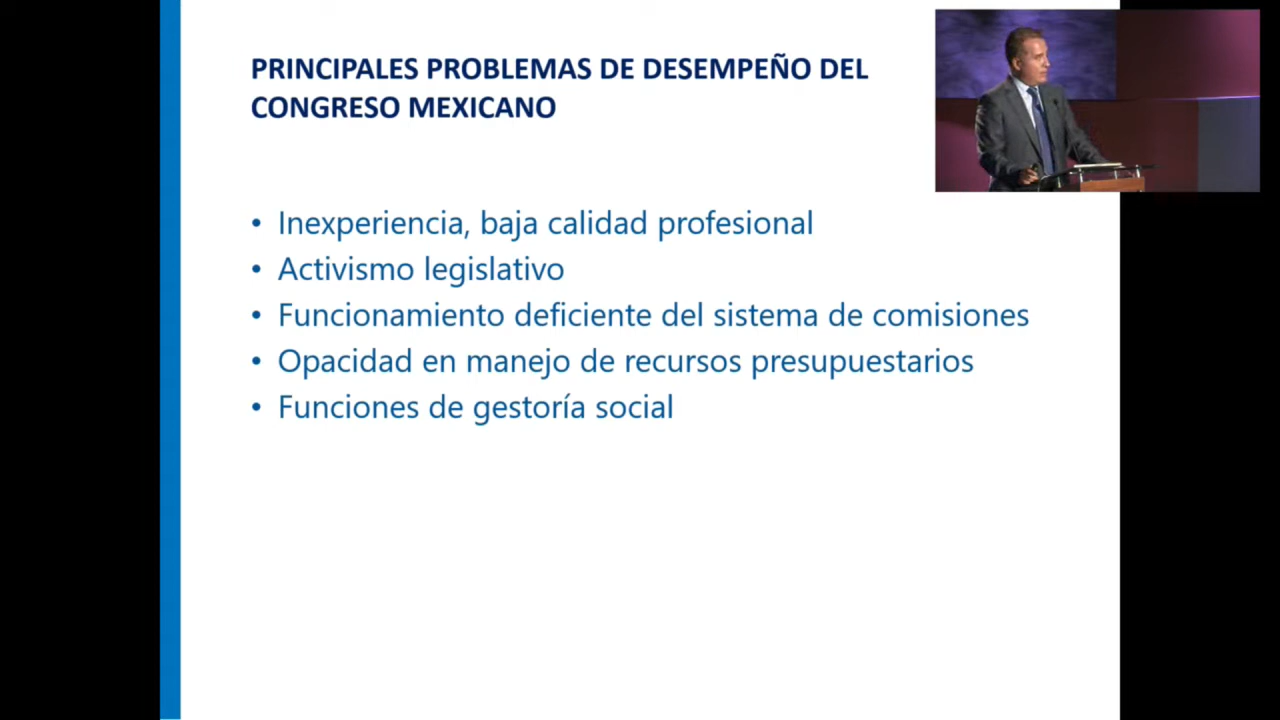 PRINCIPALES PROBLEMAS DE DESEMPEÑO DEL
CONGRESO MEXICANO
• Inexperiencia, baja calidad profesional
• Activismo legislativo
• Funcionamiento deficiente del sistema de comisiones
• Opacidad en manejo de recursos presupuestarios
• Funciones de gestoría social